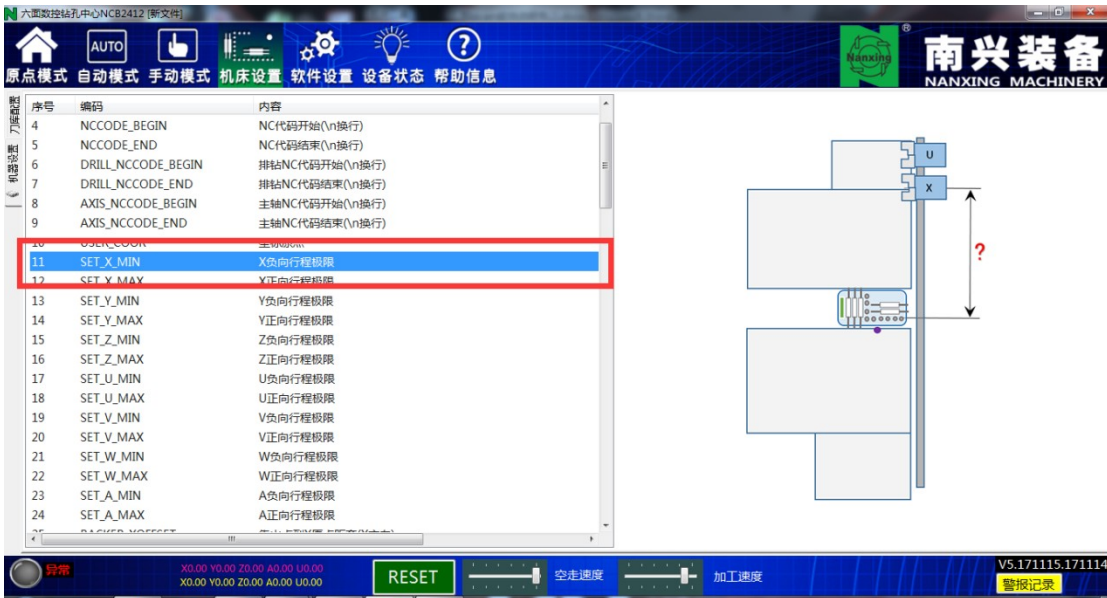 六面数控钻孔中心NCB2412 [新文件]
AUTO
原点模式 自动模式 手动模式 机床设置 软件设置 设备状态 帮助信息
Nanxing
®
南兴装备
NANXING MACHINERY
刀库配置
机器设置
序号 编码 内容
4 NCCODE_BEGIN NC代码开始(\n换行)
5 NCCODE_END NC代码结束(\n换行)
6 DRILL_NCCODE_BEGIN 排钻NC代码开始(\n换行)
7 DRILL_NCCODE_END 排钻NC代码结束(\n换行)
8 AXIS_NCCODE_BEGIN 主轴NC代码开始(\n换行)
9 AXIS_NCCODE_END 主轴NC代码结束(\n换行)
10 USER_COOR
11 SET_X_MIN X负向行程极限
12 SET_X_MAX X正向行程极限
13 SET_Y_MIN Y负向行程极限
14 SET_Y_MAX Y正向行程极限
15 SET_Z_MIN Z负向行程极限
16 SET_Z_MAX Z正向行程极限
17 SET_U_MIN U负向行程极限
18 SET_U_MAX U正向行程极限
19 SET_V_MIN V负向行程极限
20 SET_V_MAX V正向行程极限
21 SET_W_MIN W负向行程极限
22 SET_W_MAX W正向行程极限
23 SET_A_MIN A负向行程极限
24 SET_A_MAX A正向行程极限
U
X
?
异常
X0.00 Y0.00 Z0.00 A0.00 U0.00
X0.00 Y0.00 Z0.00 A0.00 U0.00
RESET
空走速度
加工速度
V5.171115.171114
警报记录